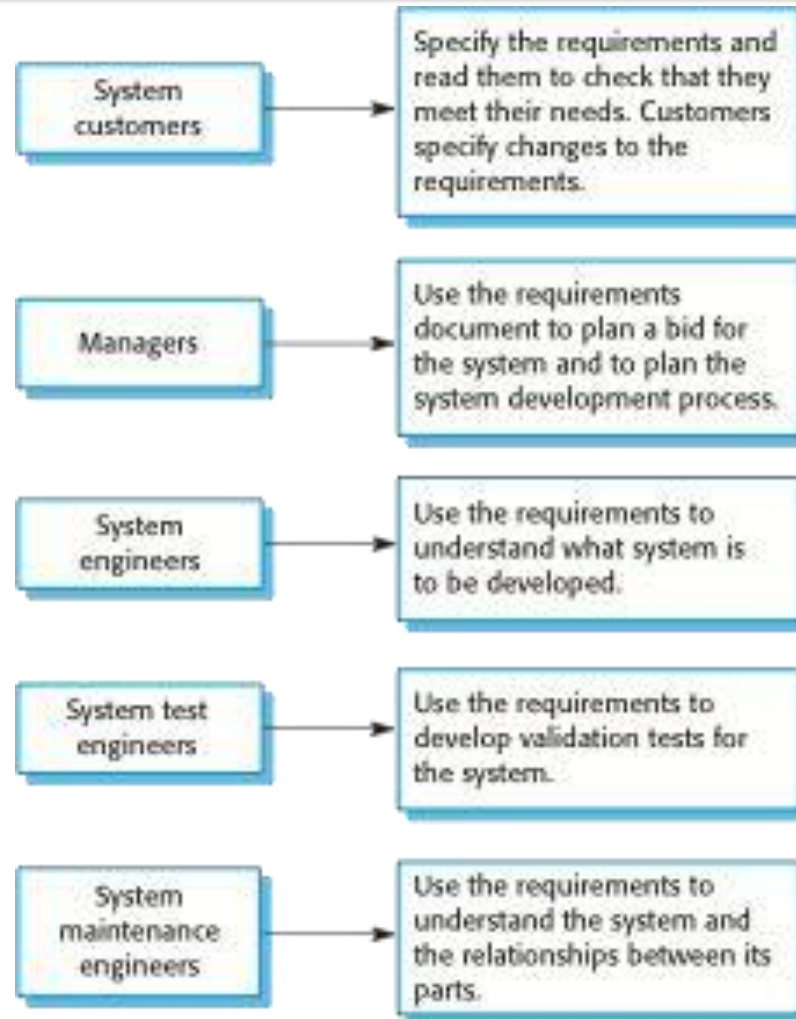 System
customers
Specify the requirements and
read them to check that they
meet their needs. Customers
specify changes to the
requirements.
Managers
Use the requirements
document to plan a bid for
the system and to plan the
system development process.
System
engineers
Use the requirements to
understand what system is
to be developed.
System test
engineers
Use the requirements to
develop validation tests for
the system.
System
maintenance
engineers
Use the requirements to
understand the system and
the relationships between its
parts.